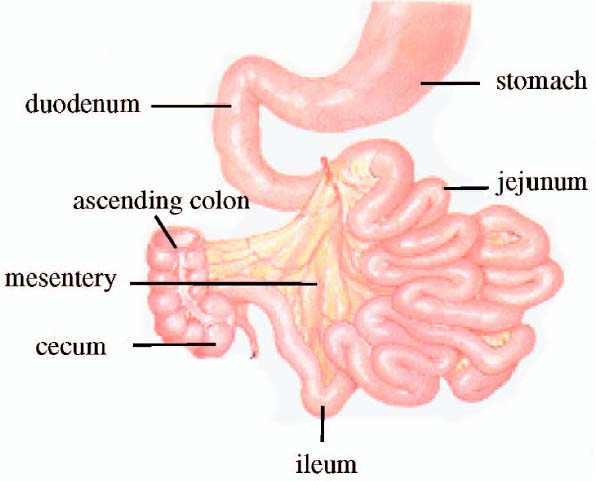 stomach
duodenum
jejunum
ascending colon
mesentery
cecum
ileum